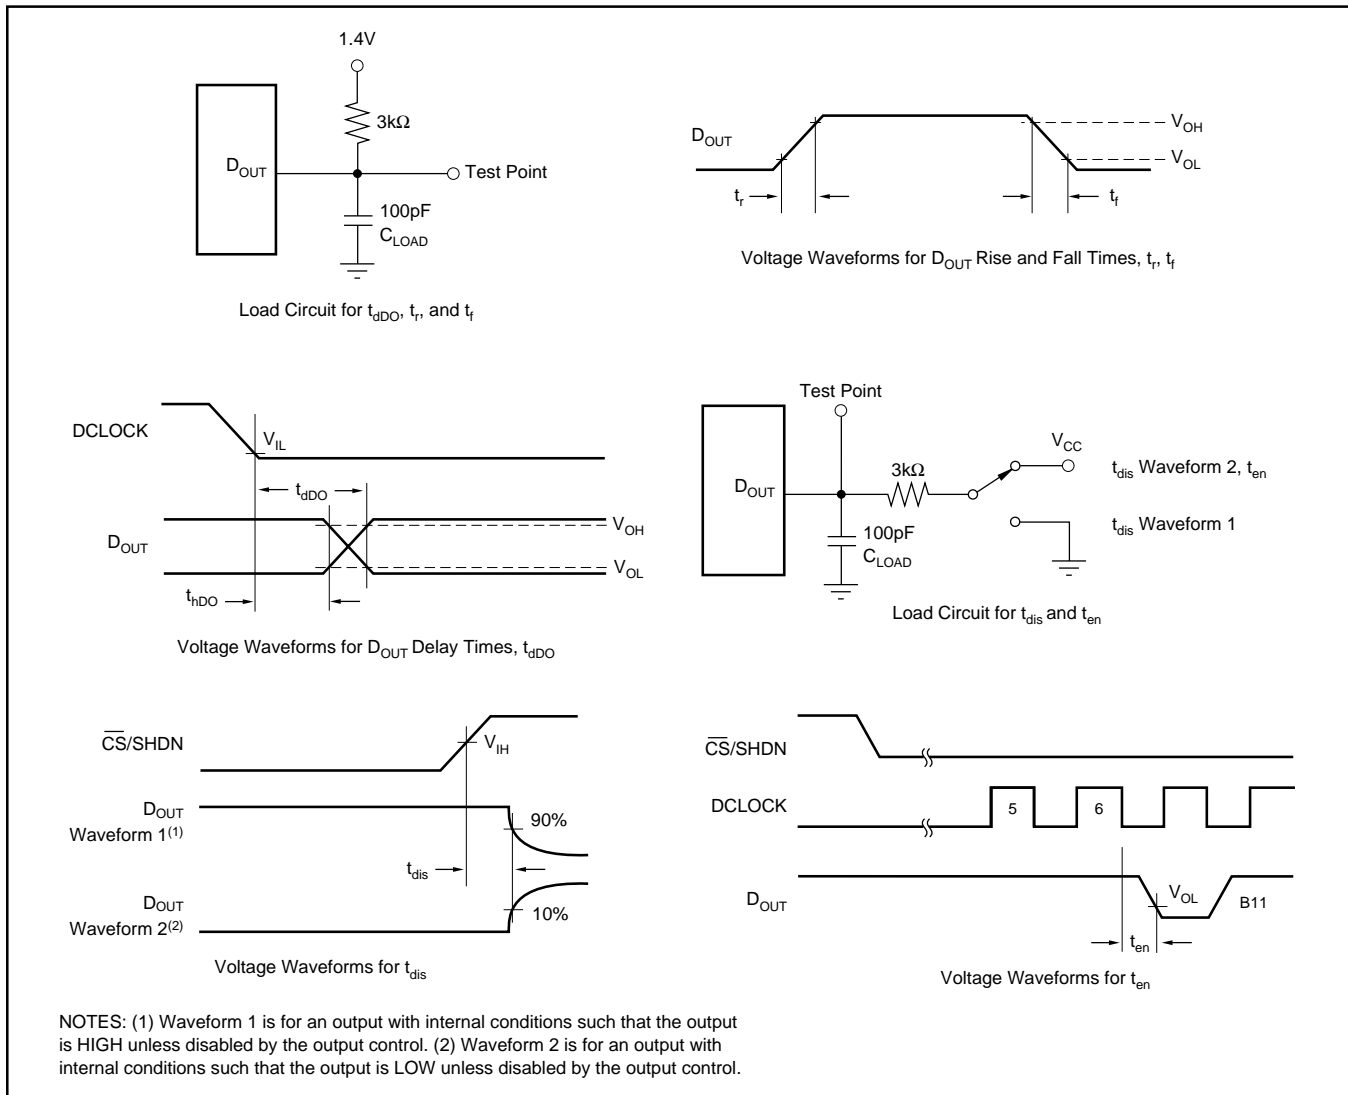 1.4V
3kΩ
DOUT
Test Point
100pF
CLOAD
Load Circuit for tdDO, tr, and tf
DOUT
VOH
VOL
tr
tf
Voltage Waveforms for DOUT Rise and Fall Times, tr, tf
DCLOCK
VIL
tdDO
DOUT
VOH
VOL
thDO
Voltage Waveforms for DOUT Delay Times, tdDO
Test Point
VCC
3kΩ
tdis Waveform 2, ten
DOUT
tdis Waveform 1
100pF
CLOAD
Load Circuit for tdis and ten
C̅S̅/SHDN
VIH
DOUT
Waveform 1(1)
90%
tdis
DOUT
Waveform 2(2)
10%
Voltage Waveforms for tdis
C̅S̅/SHDN
DCLOCK
5
6
DOUT
VOL
B11
ten
Voltage Waveforms for ten
NOTES: (1) Waveform 1 is for an output with internal conditions such that the output
is HIGH unless disabled by the output control. (2) Waveform 2 is for an output with
internal conditions such that the output is LOW unless disabled by the output control.